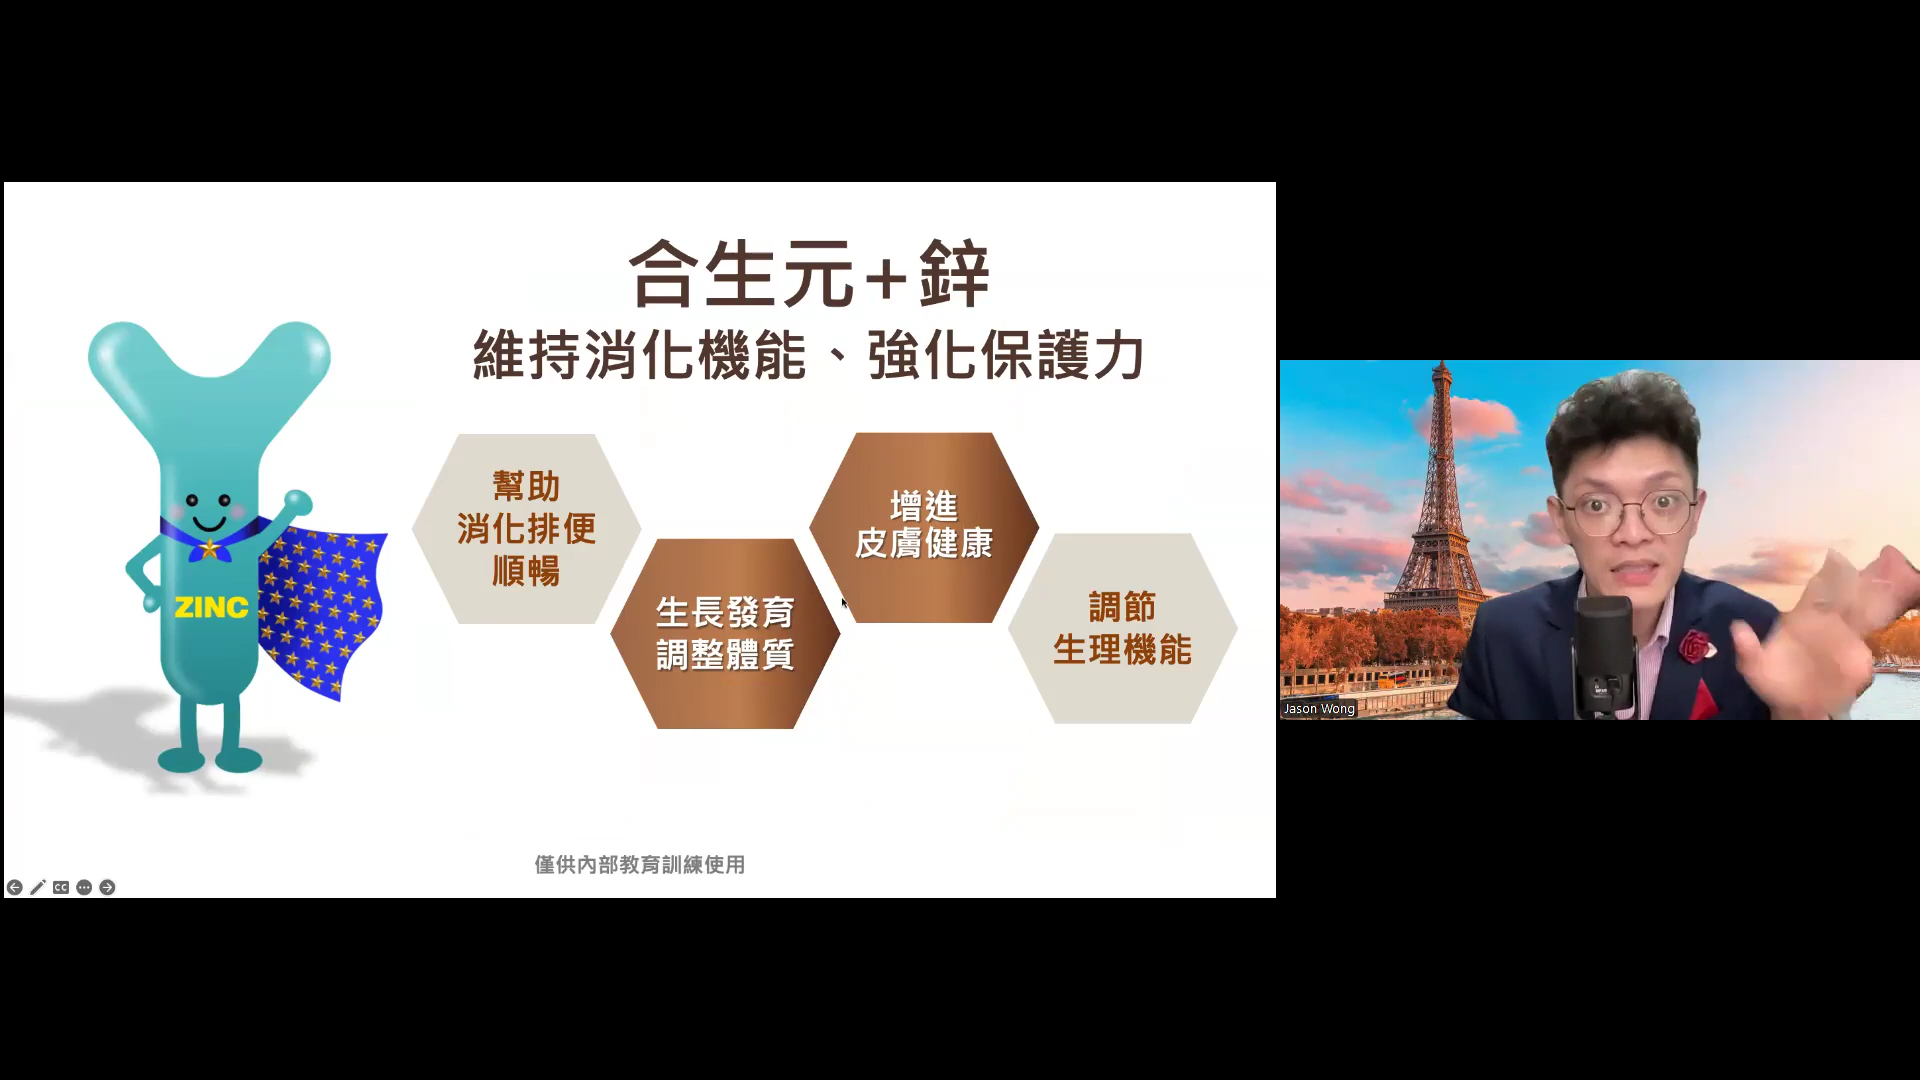 合生元+鋅
維持消化機能、強化保護力
幫助
消化排便
順暢
生長發育
調整體質
增進
皮膚健康
調節
生理機能
ZINC
僅供內部教育訓練使用
CC
Jason Wong